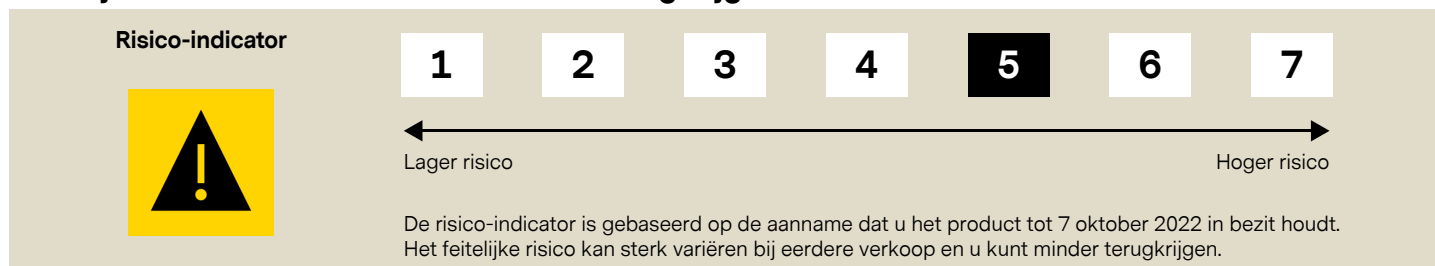 Risico-indicator
1 2 3 4 5 6 7
Lager risico Hoger risico
De risico-indicator is gebaseerd op de aanname dat u het product tot 7 oktober 2022 in bezit houdt.
Het feitelijke risico kan sterk variëren bij eerdere verkoop en u kunt minder terugkrijgen.